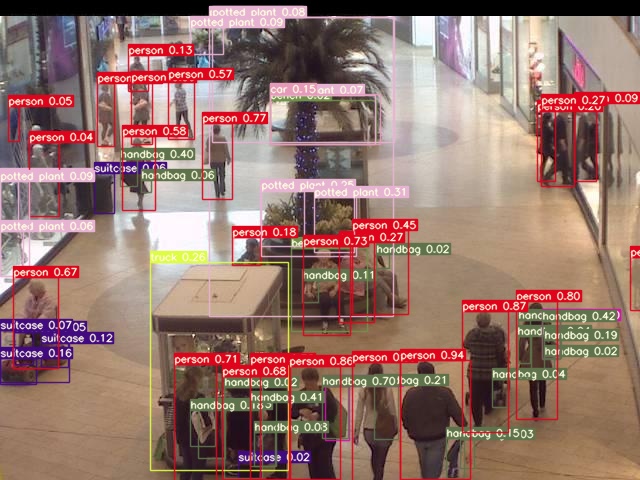 potted plant 0.08
potted plant 0.09
person 0.13
person
person
person 0.57
car 0.15
ant 0.07
bench 0.02
person 0.05
person 0.27
0.09
person 0.20
person 0.04
person 0.58
person 0.77
handbag 0.40
suitcase 0.06
potted plant 0.09
handbag 0.06
potted plant 0.25
potted plant 0.31
potted plant 0.06
person 0.18
person 0.45
be
person 0.73
0.27
handbag 0.02
truck 0.26
pe
person 0.67
handbag 0.11
person 0.80
person 0.87
suitcase 0.07
05
handbag 0.42
suitcase 0.12
handbag 0.19
suitcase 0.16
handbag 0.02
person 0.71
person
person 0.86
person 0
person 0.94
person 0.68
handbag 0.04
handbag 0.02
handbag 0.70
bag 0.21
handbag 0.41
handbag 0.03
handbag 0.15
03
suitcase 0.02